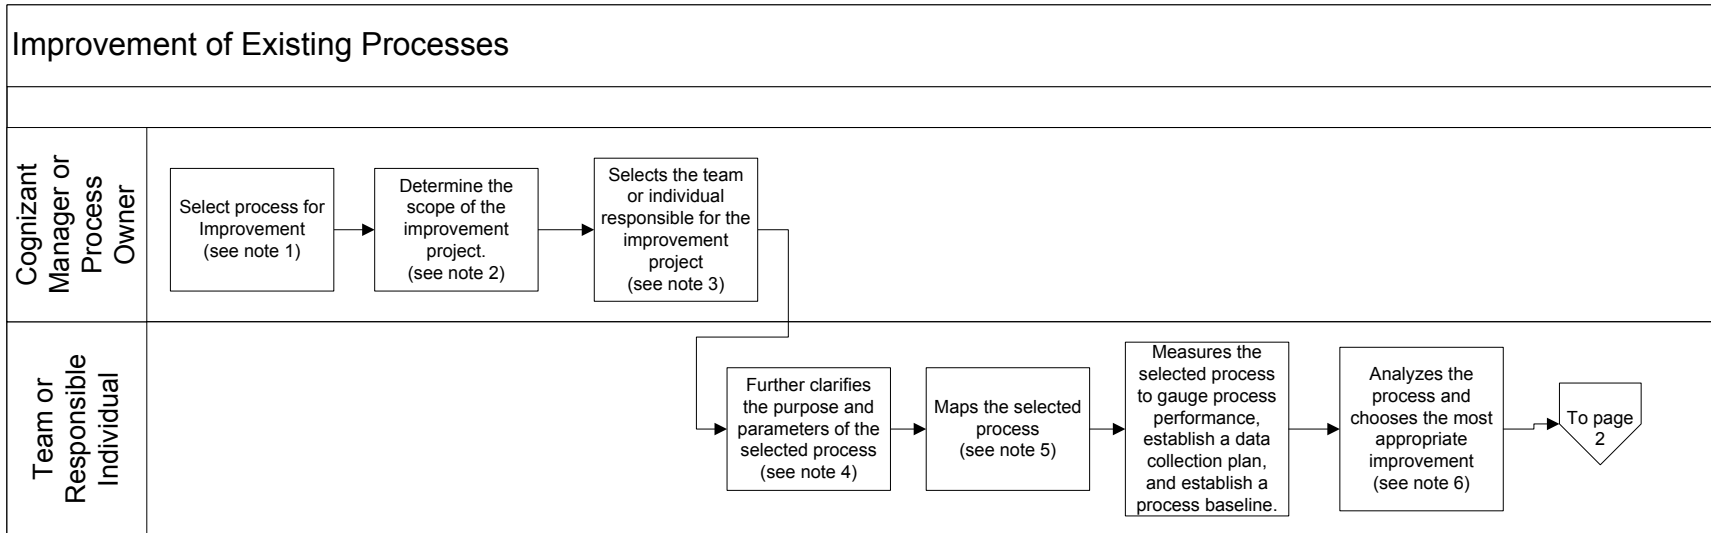 Improvement of Existing Processes
Cognizant
Manager or
Process
Owner
Select process for
Improvement
(see note 1)
Determine the
scope of the
improvement
project.
(see note 2)
Selects the team
or individual
responsible for the
improvement
project
(see note 3)
Team or
Responsible
Individual
Further clarifies
the purpose and
parameters of the
selected process
(see note 4)
Maps the selected
process
(see note 5)
Measures the
selected process
to gauge process
performance,
establish a data
collection plan,
and establish a
process baseline.
Analyzes the
process and
chooses the most
appropriate
improvement
(see note 6)
To page
2